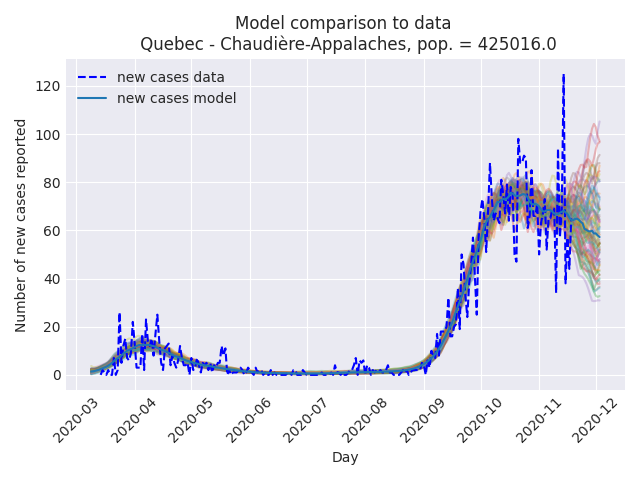 Model comparison to data
Quebec - Chaudière-Appalaches, pop. = 425016.0
new cases data
new cases model
Number of new cases reported
120
100
80
60
40
20
0
2020-03
2020-04
2020-05
2020-06
2020-07
2020-08
2020-09
2020-10
2020-11
2020-12
Day